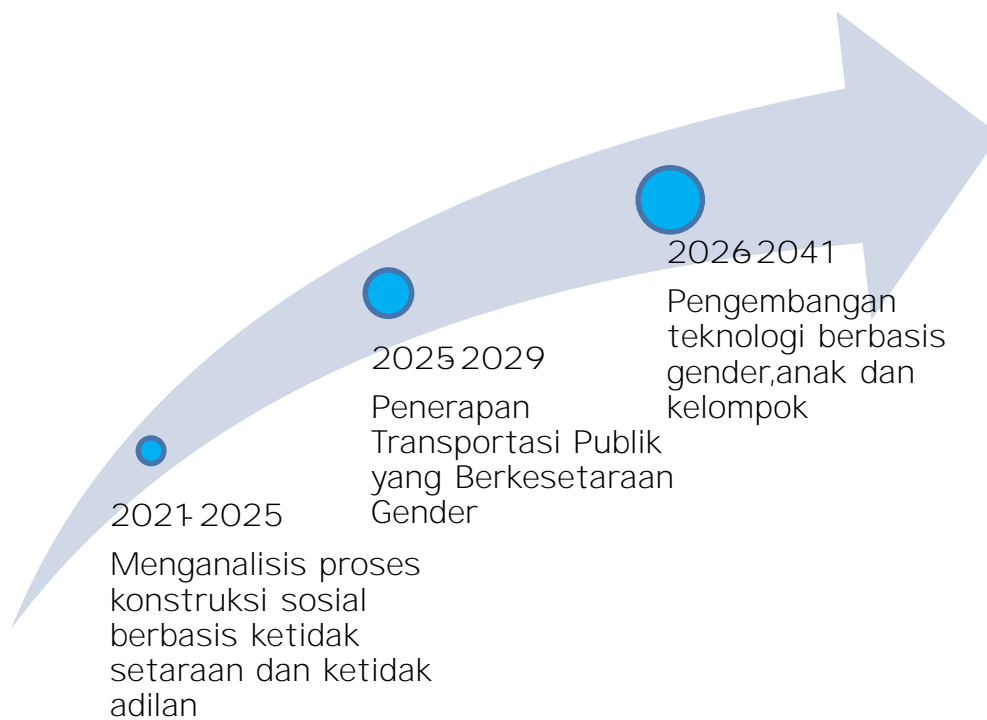 2021-2025
Menganalisis proses
konstruksi sosial
berbasis ketidak
setaraan dan ketidak
adilan
2025-2029
Penerapan
Transportasi Publik
yang Berkesetaraan
Gender
2026-2041
Pengembangan
teknologi berbasis
gender,anak dan
kelompok